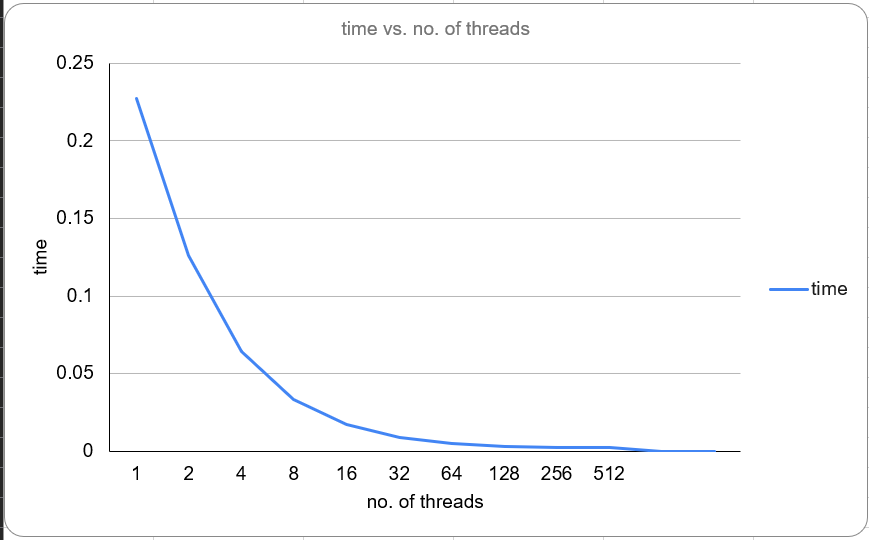 time vs. no. of threads
0.25
0.2
0.15
0.1
0.05
0
time
1 2 4 8 16 32 64 128 256 512
no. of threads
time